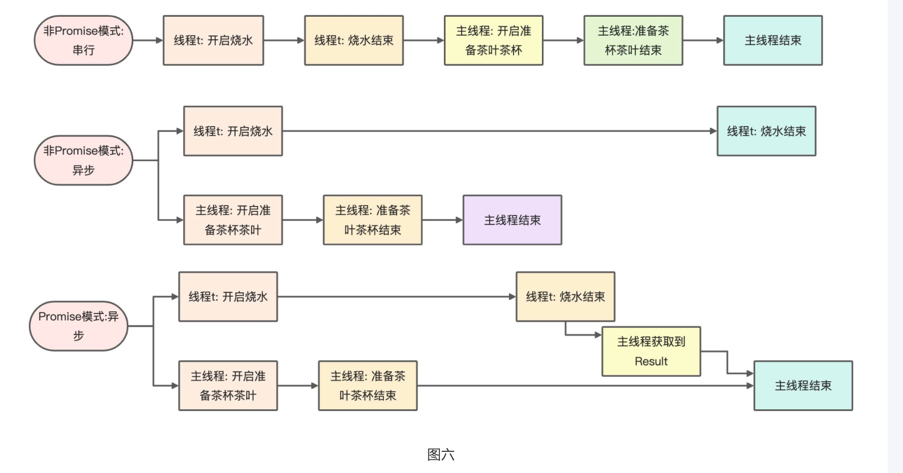 非Promise模式:
串行
线程t: 开启烧水
线程t: 烧水结束
主线程: 开启准
备茶叶茶杯
主线程:准备茶
杯茶叶结束
主线程结束
非Promise模式:
异步
线程t: 开启烧水
线程t: 烧水结束
主线程: 开启准
备茶杯茶叶
主线程: 准备茶
叶茶杯结束
主线程结束
Promise模式:异
步
线程t: 开启烧水
线程t: 烧水结束
主线程获取到
Result
主线程: 开启准
备茶杯茶叶
主线程: 准备茶
叶茶杯结束
主线程结束
图六